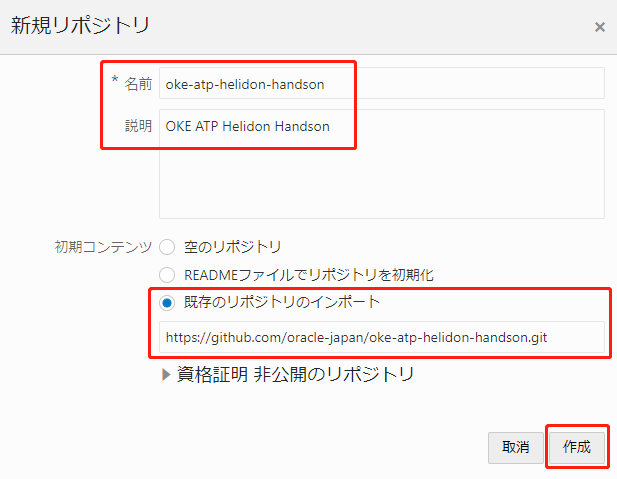 新規リポジトリ
* 名前 oke-atp-helidon-handson
説明 OKE ATP Helidon Handson
初期コンテンツ 空のリポジトリ
READMEファイルでリポジトリを初期化
既存のリポジトリのインポート
https://github.com/oracle-japan/oke-atp-helidon-handson.git
資格証明 非公開のリポジトリ
取消 作成